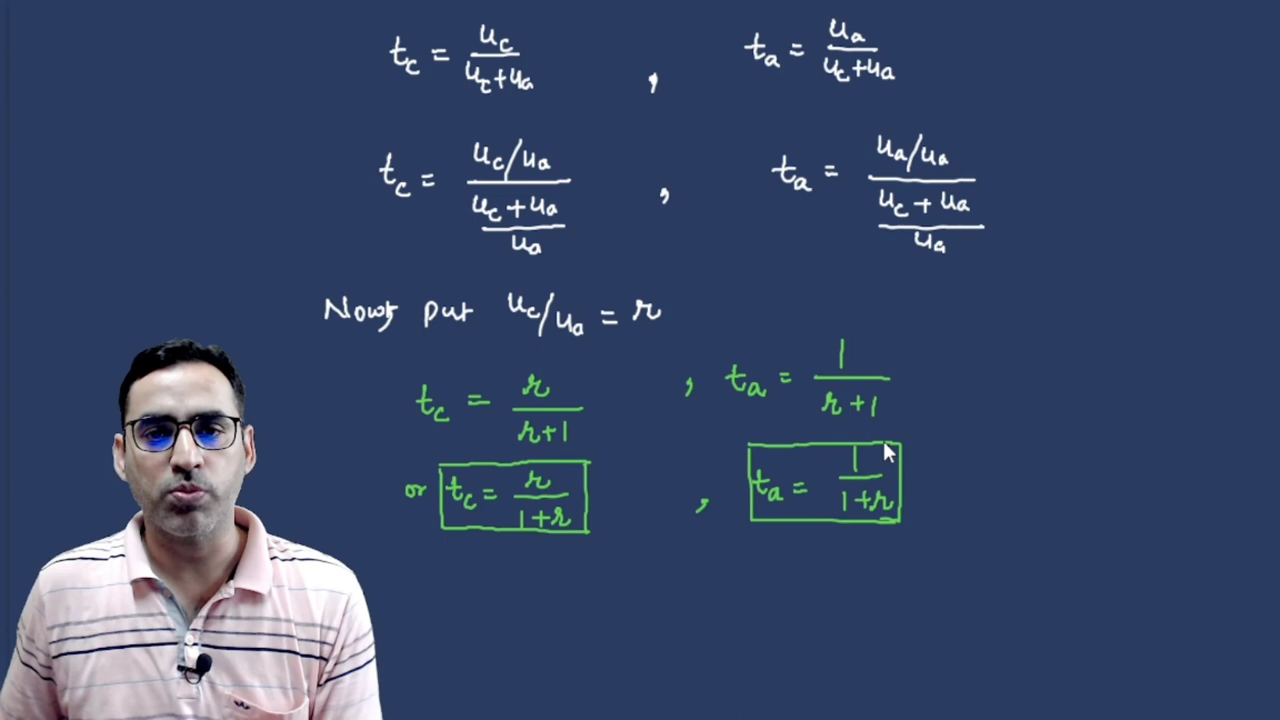 t_c = u_c / (u_c + u_a) , t_a = u_a / (u_c + u_a)
t_c = (u_c/u_a) / ((u_c + u_a) / u_a) , t_a = (u_a/u_a) / ((u_c + u_a) / u_a)
Now, put u_c/u_a = r
t_c = r / (r+1) , t_a = 1 / (r+1)
or t_c = r / (1+r) , t_a = 1 / (1+r)